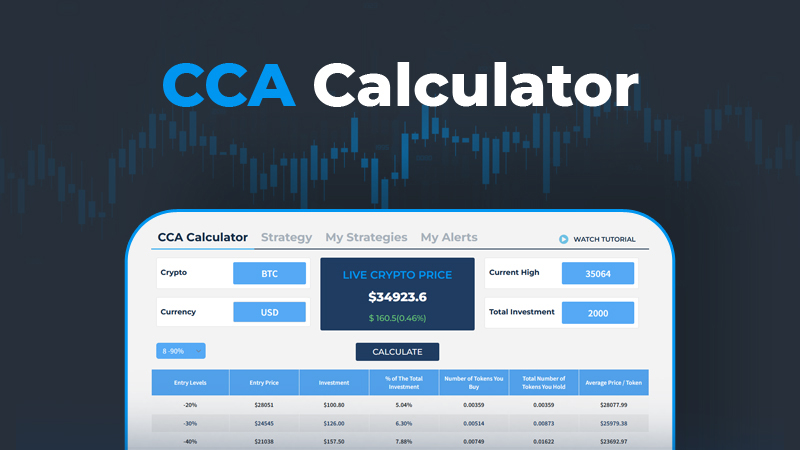 CCA Calculator
CCA Calculator Strategy My Strategies My Alerts WATCH TUTORIAL
Crypto BTC
LIVE CRYPTO PRICE
$34923.6
$ 160.5(0.46%)
Current High 35064
Currency USD
Total Investment 2000
8 -90%
CALCULATE
Entry Levels Entry Price Investment % of The Total Investment Number of Tokens You Buy Total Number of Tokens You Hold Average Price / Token
-20% $28051 $100.80 5.04% 0.00359 0.00359 $28077.99
-30% $24545 $126.00 6.30% 0.00514 0.00873 $25979.38
-40% $21038 $157.50 7.88% 0.00749 0.01622 $23692.97